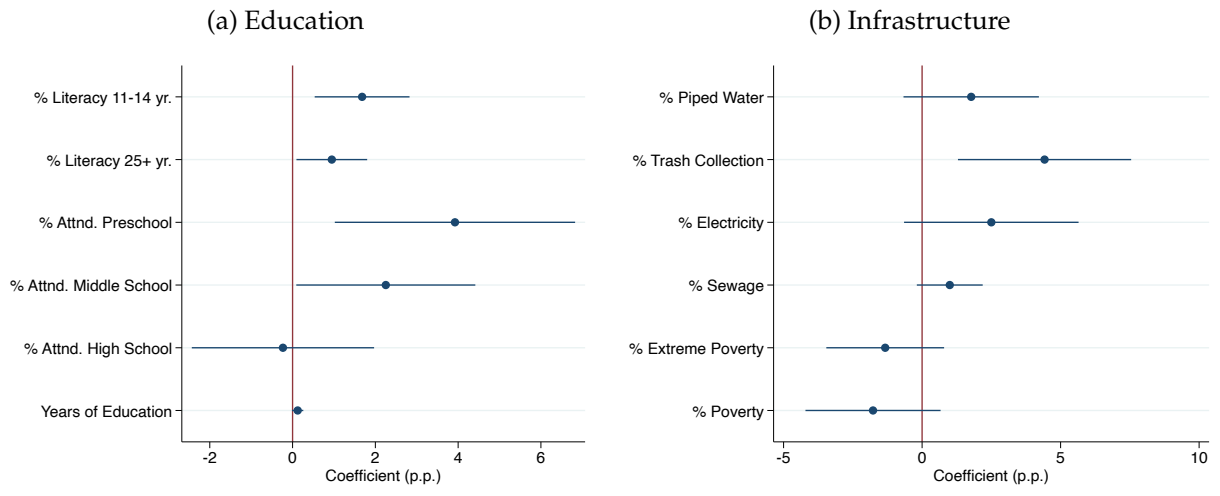 (a) Education
% Literacy 11-14 yr.
% Literacy 25+ yr.
% Attnd. Preschool
% Attnd. Middle School
% Attnd. High School
Years of Education
-2 0 2 4 6
Coefficient (p.p.)
(b) Infrastructure
% Piped Water
% Trash Collection
% Electricity
% Sewage
% Extreme Poverty
% Poverty
-5 0 5 10
Coefficient (p.p.)